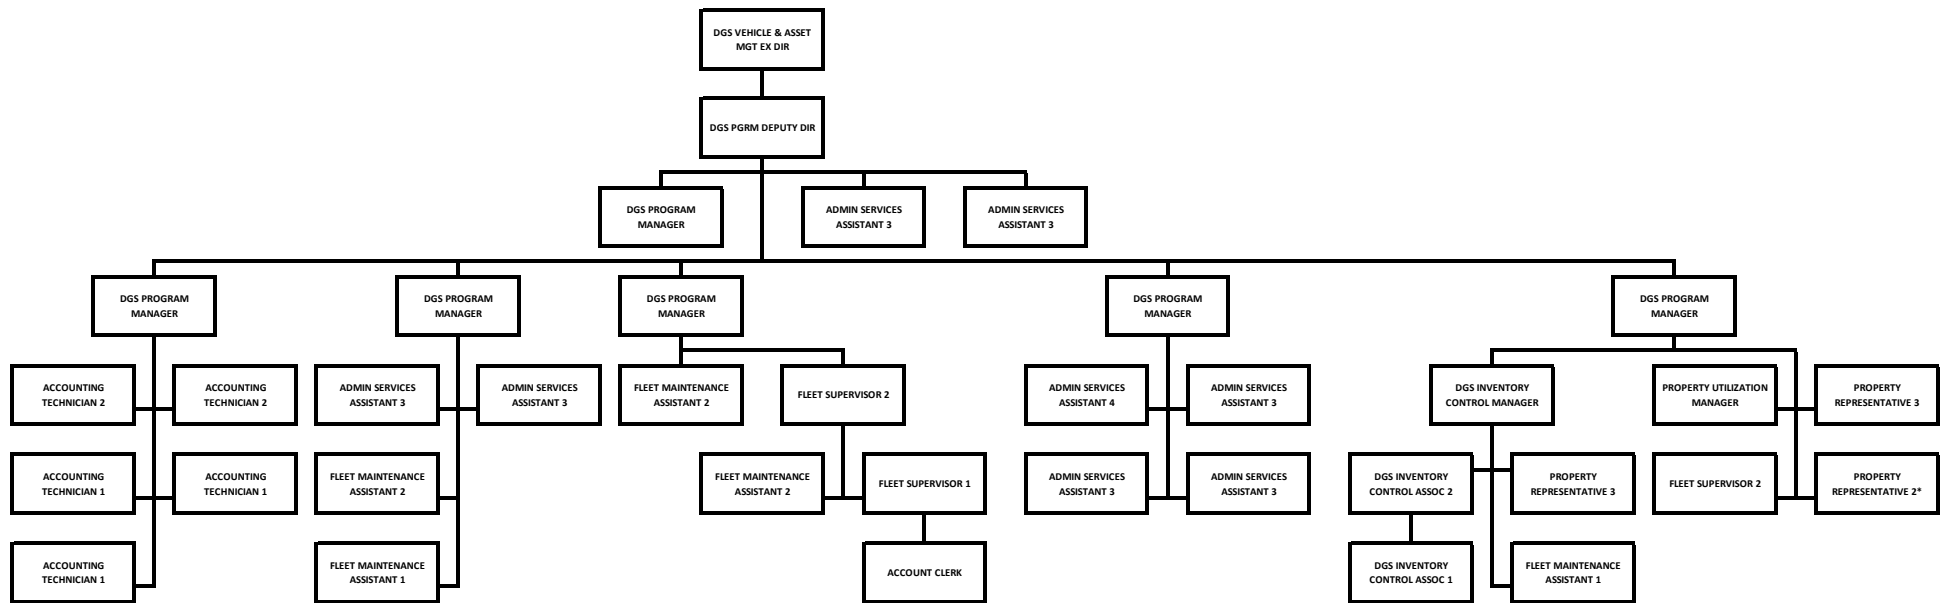 DGS VEHICLE & ASSET
MGT EX DIR
DGS PGRM DEPUTY DIR
DGS PROGRAM
MANAGER
ADMIN SERVICES
ASSISTANT 3
ADMIN SERVICES
ASSISTANT 3
DGS PROGRAM
MANAGER
DGS PROGRAM
MANAGER
DGS PROGRAM
MANAGER
DGS PROGRAM
MANAGER
DGS PROGRAM
MANAGER
ACCOUNTING
TECHNICIAN 2
ACCOUNTING
TECHNICIAN 2
ADMIN SERVICES
ASSISTANT 3
ADMIN SERVICES
ASSISTANT 3
FLEET MAINTENANCE
ASSISTANT 2
FLEET SUPERVISOR 2
ADMIN SERVICES
ASSISTANT 4
ADMIN SERVICES
ASSISTANT 3
DGS INVENTORY
CONTROL MANAGER
PROPERTY UTILIZATION
MANAGER
PROPERTY
REPRESENTATIVE 3
ACCOUNTING
TECHNICIAN 1
ACCOUNTING
TECHNICIAN 1
FLEET MAINTENANCE
ASSISTANT 2
FLEET MAINTENANCE
ASSISTANT 2
FLEET SUPERVISOR 1
ADMIN SERVICES
ASSISTANT 3
ADMIN SERVICES
ASSISTANT 3
DGS INVENTORY
CONTROL ASSOC 2
PROPERTY
REPRESENTATIVE 3
FLEET SUPERVISOR 2
PROPERTY
REPRESENTATIVE 2*
ACCOUNTING
TECHNICIAN 1
FLEET MAINTENANCE
ASSISTANT 1
ACCOUNT CLERK
DGS INVENTORY
CONTROL ASSOC 1
FLEET MAINTENANCE
ASSISTANT 1